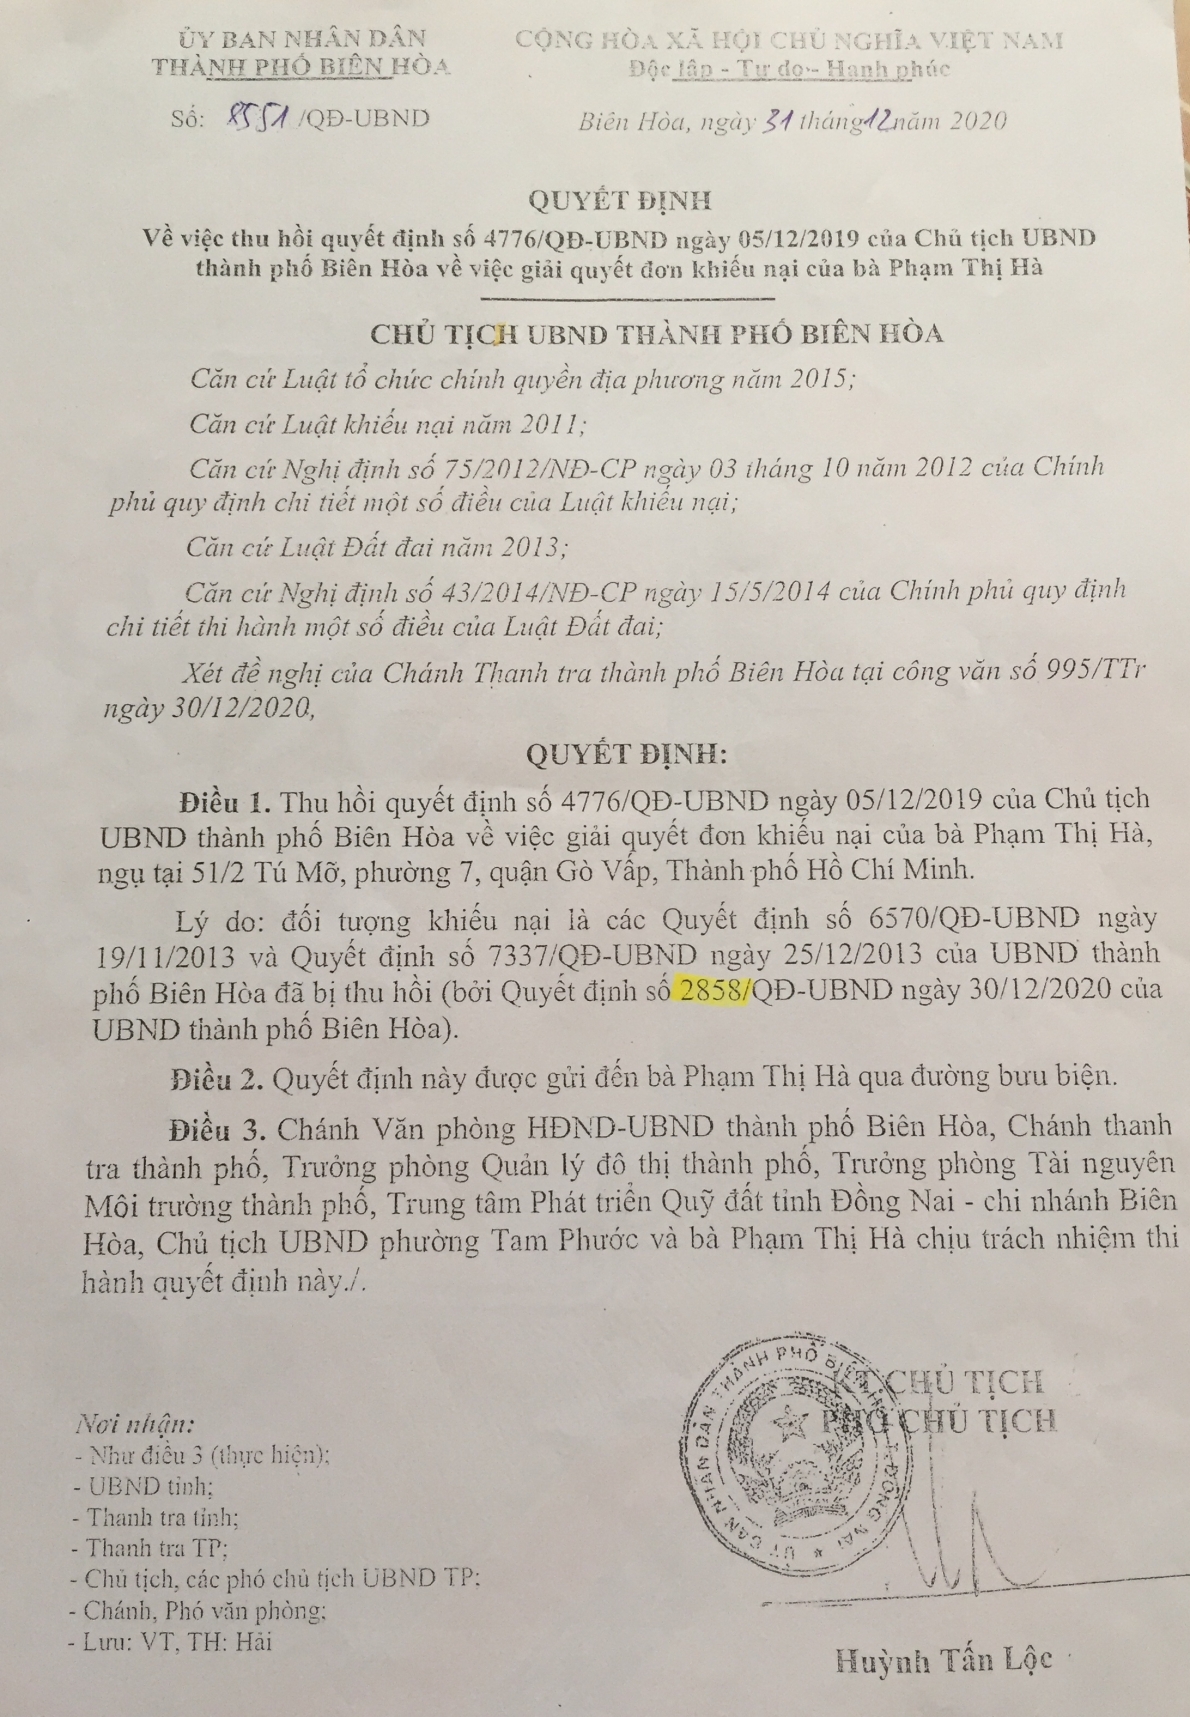 ỦY BAN NHÂN DÂN
THÀNH PHỐ BIÊN HÒA
CỘNG HÒA XÃ HỘI CHỦ NGHĨA VIỆT NAM
Độc lập - Tự do - Hạnh phúc
Số: 8551/QĐ-UBND
Biên Hòa, ngày 31 tháng 12 năm 2020
QUYẾT ĐỊNH
Về việc thu hồi quyết định số 4776/QĐ-UBND ngày 05/12/2019 của Chủ tịch UBND
thành phố Biên Hòa về việc giải quyết đơn khiếu nại của bà Phạm Thị Hà
CHỦ TỊCH UBND THÀNH PHỐ BIÊN HÒA
Căn cứ Luật tổ chức chính quyền địa phương năm 2015;
Căn cứ Luật khiếu nại năm 2011;
Căn cứ Nghị định số 75/2012/NĐ-CP ngày 03 tháng 10 năm 2012 của Chính
phủ quy định chi tiết một số điều của Luật khiếu nại;
Căn cứ Luật Đất đai năm 2013;
Căn cứ Nghị định số 43/2014/NĐ-CP ngày 15/5/2014 của Chính phủ quy định
chi tiết thi hành một số điều của Luật Đất đai;
Xét đề nghị của Chánh Thanh tra thành phố Biên Hòa tại công văn số 995/TTr
ngày 30/12/2020,
QUYẾT ĐỊNH:
Điều 1. Thu hồi quyết định số 4776/QĐ-UBND ngày 05/12/2019 của Chủ tịch
UBND thành phố Biên Hòa về việc giải quyết đơn khiếu nại của bà Phạm Thị Hà,
ngụ tại 51/2 Tú Mỡ, phường 7, quận Gò Vấp, Thành phố Hồ Chí Minh.
Lý do: đối tượng khiếu nại là các Quyết định số 6570/QĐ-UBND ngày
19/11/2013 và Quyết định số 7337/QĐ-UBND ngày 25/12/2013 của UBND thành
phố Biên Hòa đã bị thu hồi (bởi Quyết định số 2858/QĐ-UBND ngày 30/12/2020 của
UBND thành phố Biên Hòa).
Điều 2. Quyết định này được gửi đến bà Phạm Thị Hà qua đường bưu biện.
Điều 3. Chánh Văn phòng HĐND-UBND thành phố Biên Hòa, Chánh thanh
tra thành phố, Trưởng phòng Quản lý đô thị thành phố, Trưởng phòng Tài nguyên
Môi trường thành phố, Trung tâm Phát triển Quỹ đất tỉnh Đồng Nai - chi nhánh Biên
Hòa, Chủ tịch UBND phường Tam Phước và bà Phạm Thị Hà chịu trách nhiệm thi
hành quyết định này./.
Nơi nhận:
- Như điều 3 (thực hiện);
- UBND tỉnh;
- Thanh tra tỉnh;
- Thanh tra TP;
- Chủ tịch, các phó chủ tịch UBND TP;
- Chánh, Phó văn phòng;
- Lưu: VT, TH: Hải
KT CHỦ TỊCH
PHÓ CHỦ TỊCH
ỦY BAN NHÂN DÂN THÀNH PHỐ BIÊN HÒA
T.ĐỒNG NAI
Huỳnh Tấn Lộc